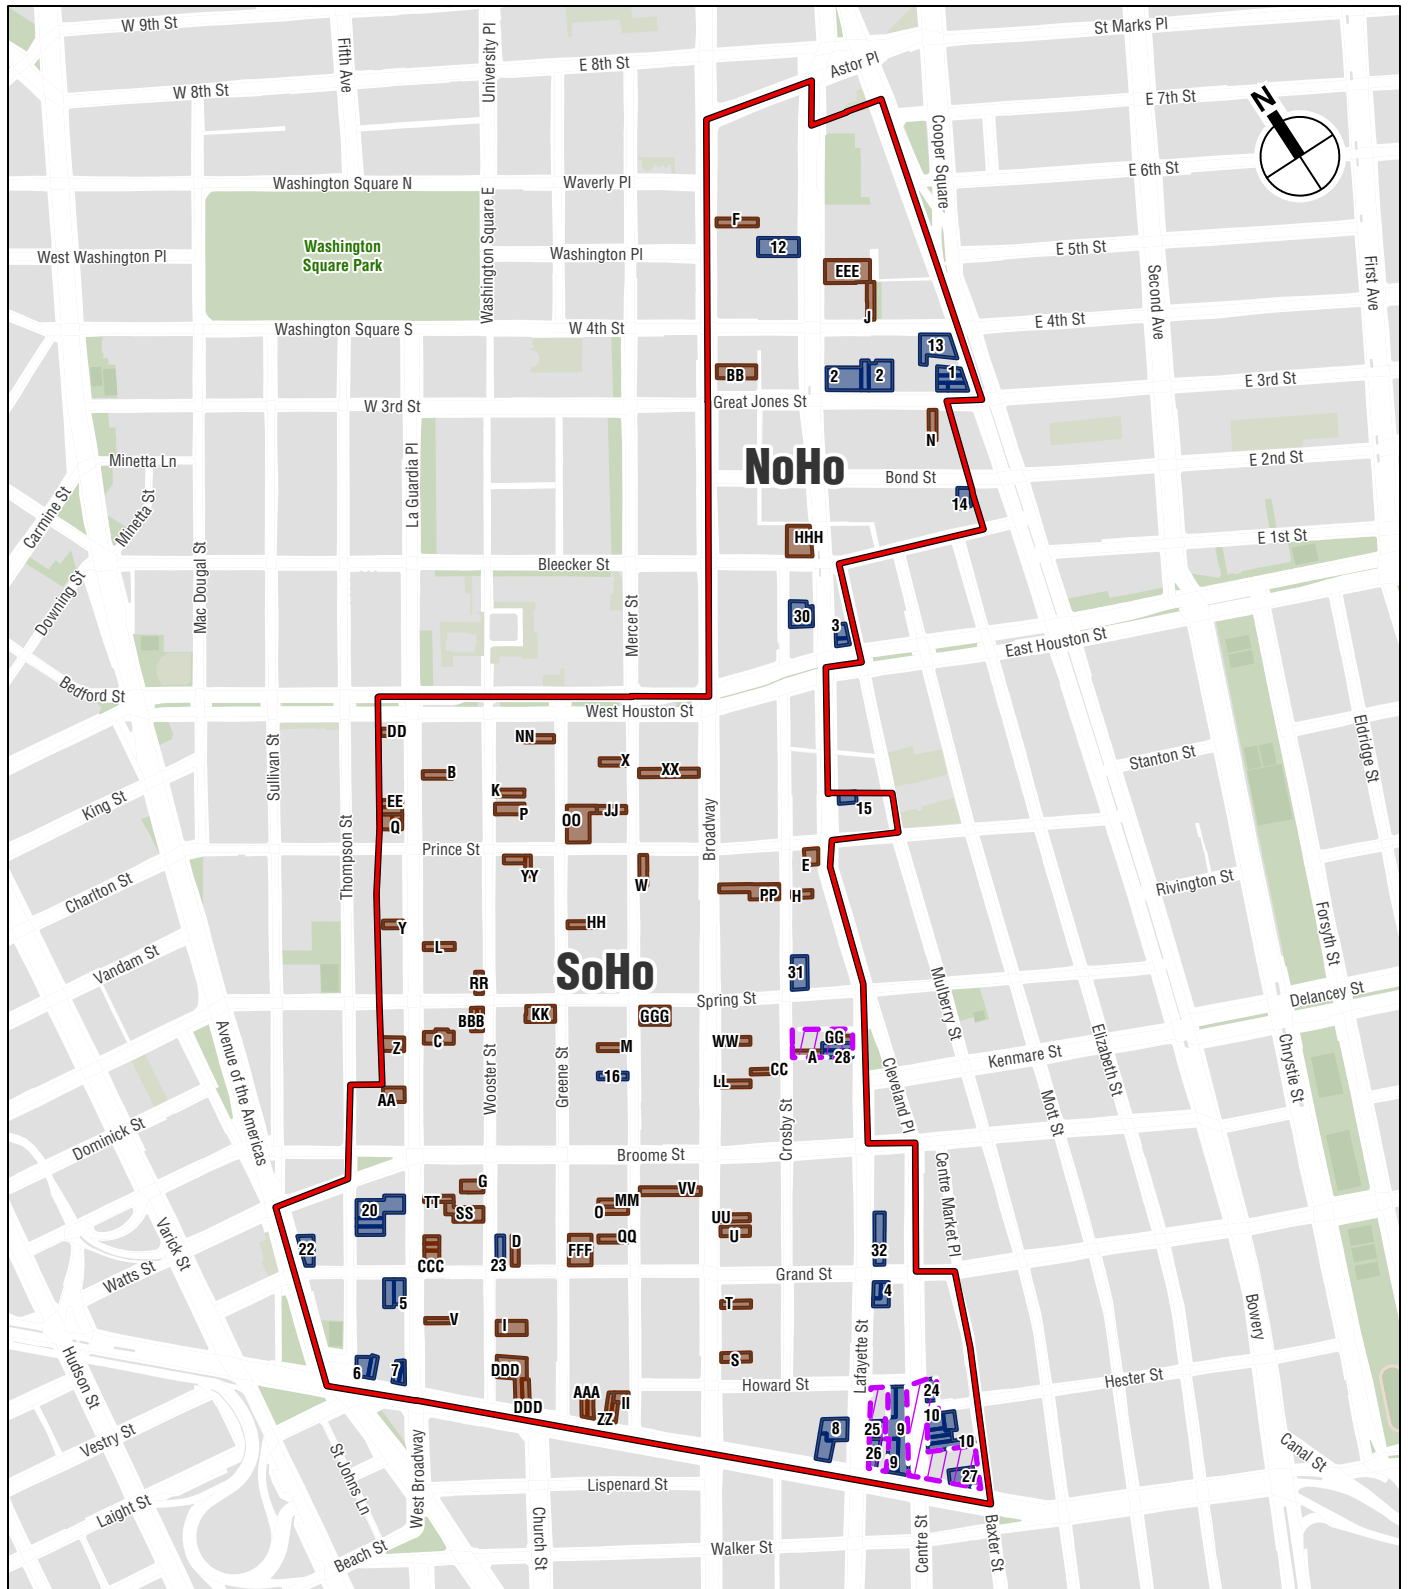 W 9th St
Fifth Ave
University Pl
E 8th St
Astor Pl
St Marks Pl
W 8th St
E 7th St
N
Cooper Square
E 6th St
Washington Square N
Waverly Pl
Washington Square E
F
12
West Washington Pl
Washington
Square Park
Washington Pl
E 5th St
EEE
Second Ave
First Ave
J
Washington Square S
W 4th St
E 4th St
13
BB
2
2
1
E 3rd St
W 3rd St
Great Jones St
N
Minetta Ln
La Guardia Pl
NoHo
E 2nd St
Bond St
14
Carmine St
Minetta St
HHH
E 1st St
Mac Dougal St
Bleecker St
Downing St
Mercer St
30
3
East Houston St
Bedford St
West Houston St
DD
NN
Sullivan St
X
XX
B
Stanton St
Eldridge St
K
King St
EE
P
OO
JJ
15
Q
Broadway
Thompson St
Prince St
E
YY
W
Charlton St
PP
H
Rivington St
Y
HH
L
Forsyth St
Vandam St
SoHo
31
RR
Mulberry St
Spring St
Delancey St
BBB
KK
GGG
Avenue of the Americas
C
Z
M
WW
GG
A
28
Elizabeth St
Kenmare St
Wooster St
Greene St
16
LL
CC
Cleveland Pl
Chrystie St
AA
Crosby St
Mott St
Dominick St
Broome St
Centre Market Pl
G
TT
SS
MM
O
VV
20
UU
U
22
Varick St
D
FFF
QQ
32
CCC
23
Watts St
Grand St
5
4
T
V
I
Bowery
Lafayette St
S
Hudson St
6
7
DDD
Howard St
Hester St
24
AAA
II
DDD
ZZ
8
25
9
10
Vestry St
26
9
10
27
Canal St
St Johns Ln
West Broadway
Lispenard St
Laight St
Church St
Centre St
Baxter St
Beach St
Walker St